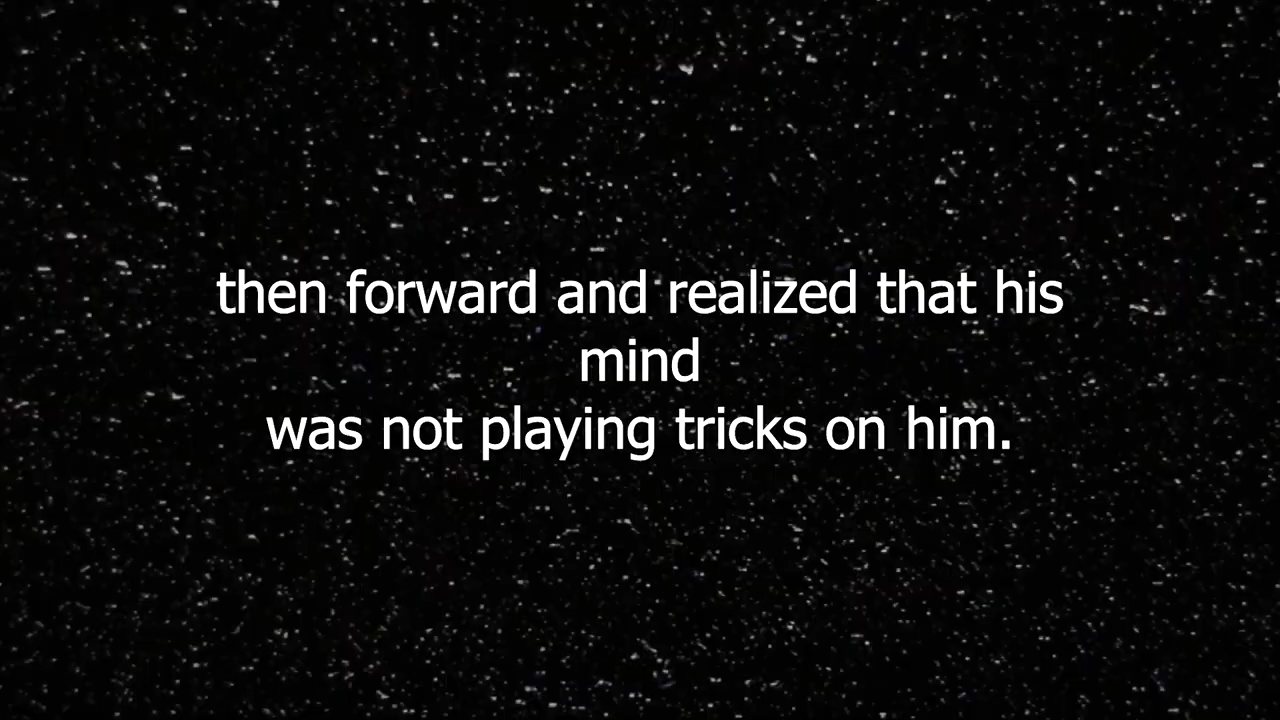 then forward and realized that his
mind
was not playing tricks on him.